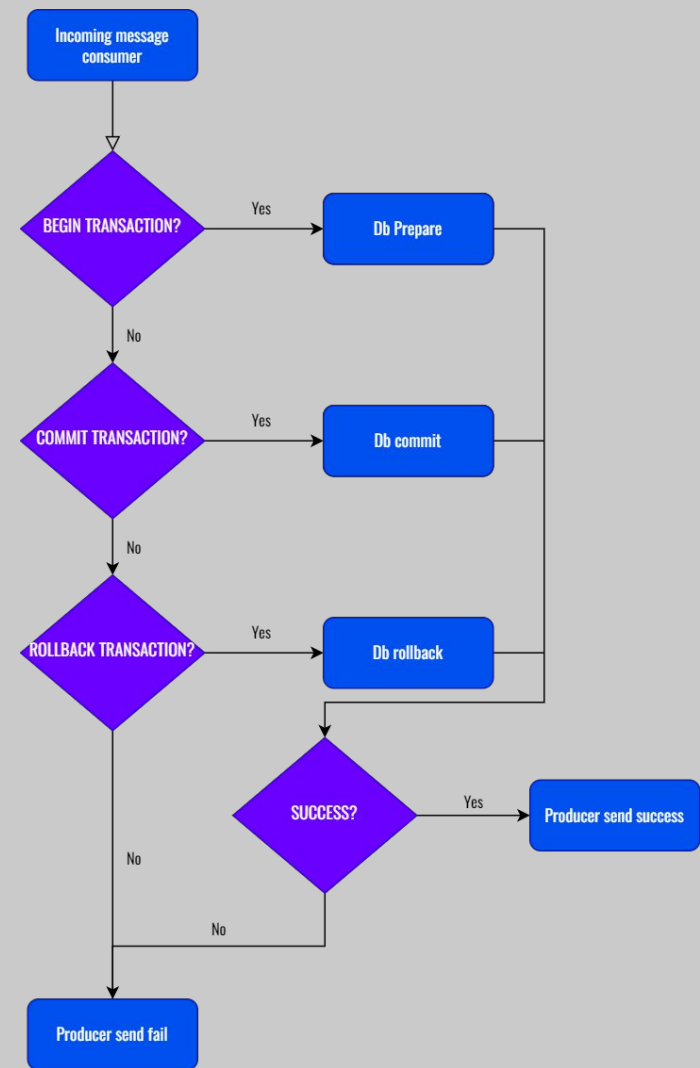 Incoming message
consumer
BEGIN TRANSACTION?
Yes
Db Prepare
No
COMMIT TRANSACTION?
Yes
Db commit
No
ROLLBACK TRANSACTION?
Yes
Db rollback
SUCCESS?
Yes
Producer send success
No
No
Producer send fail